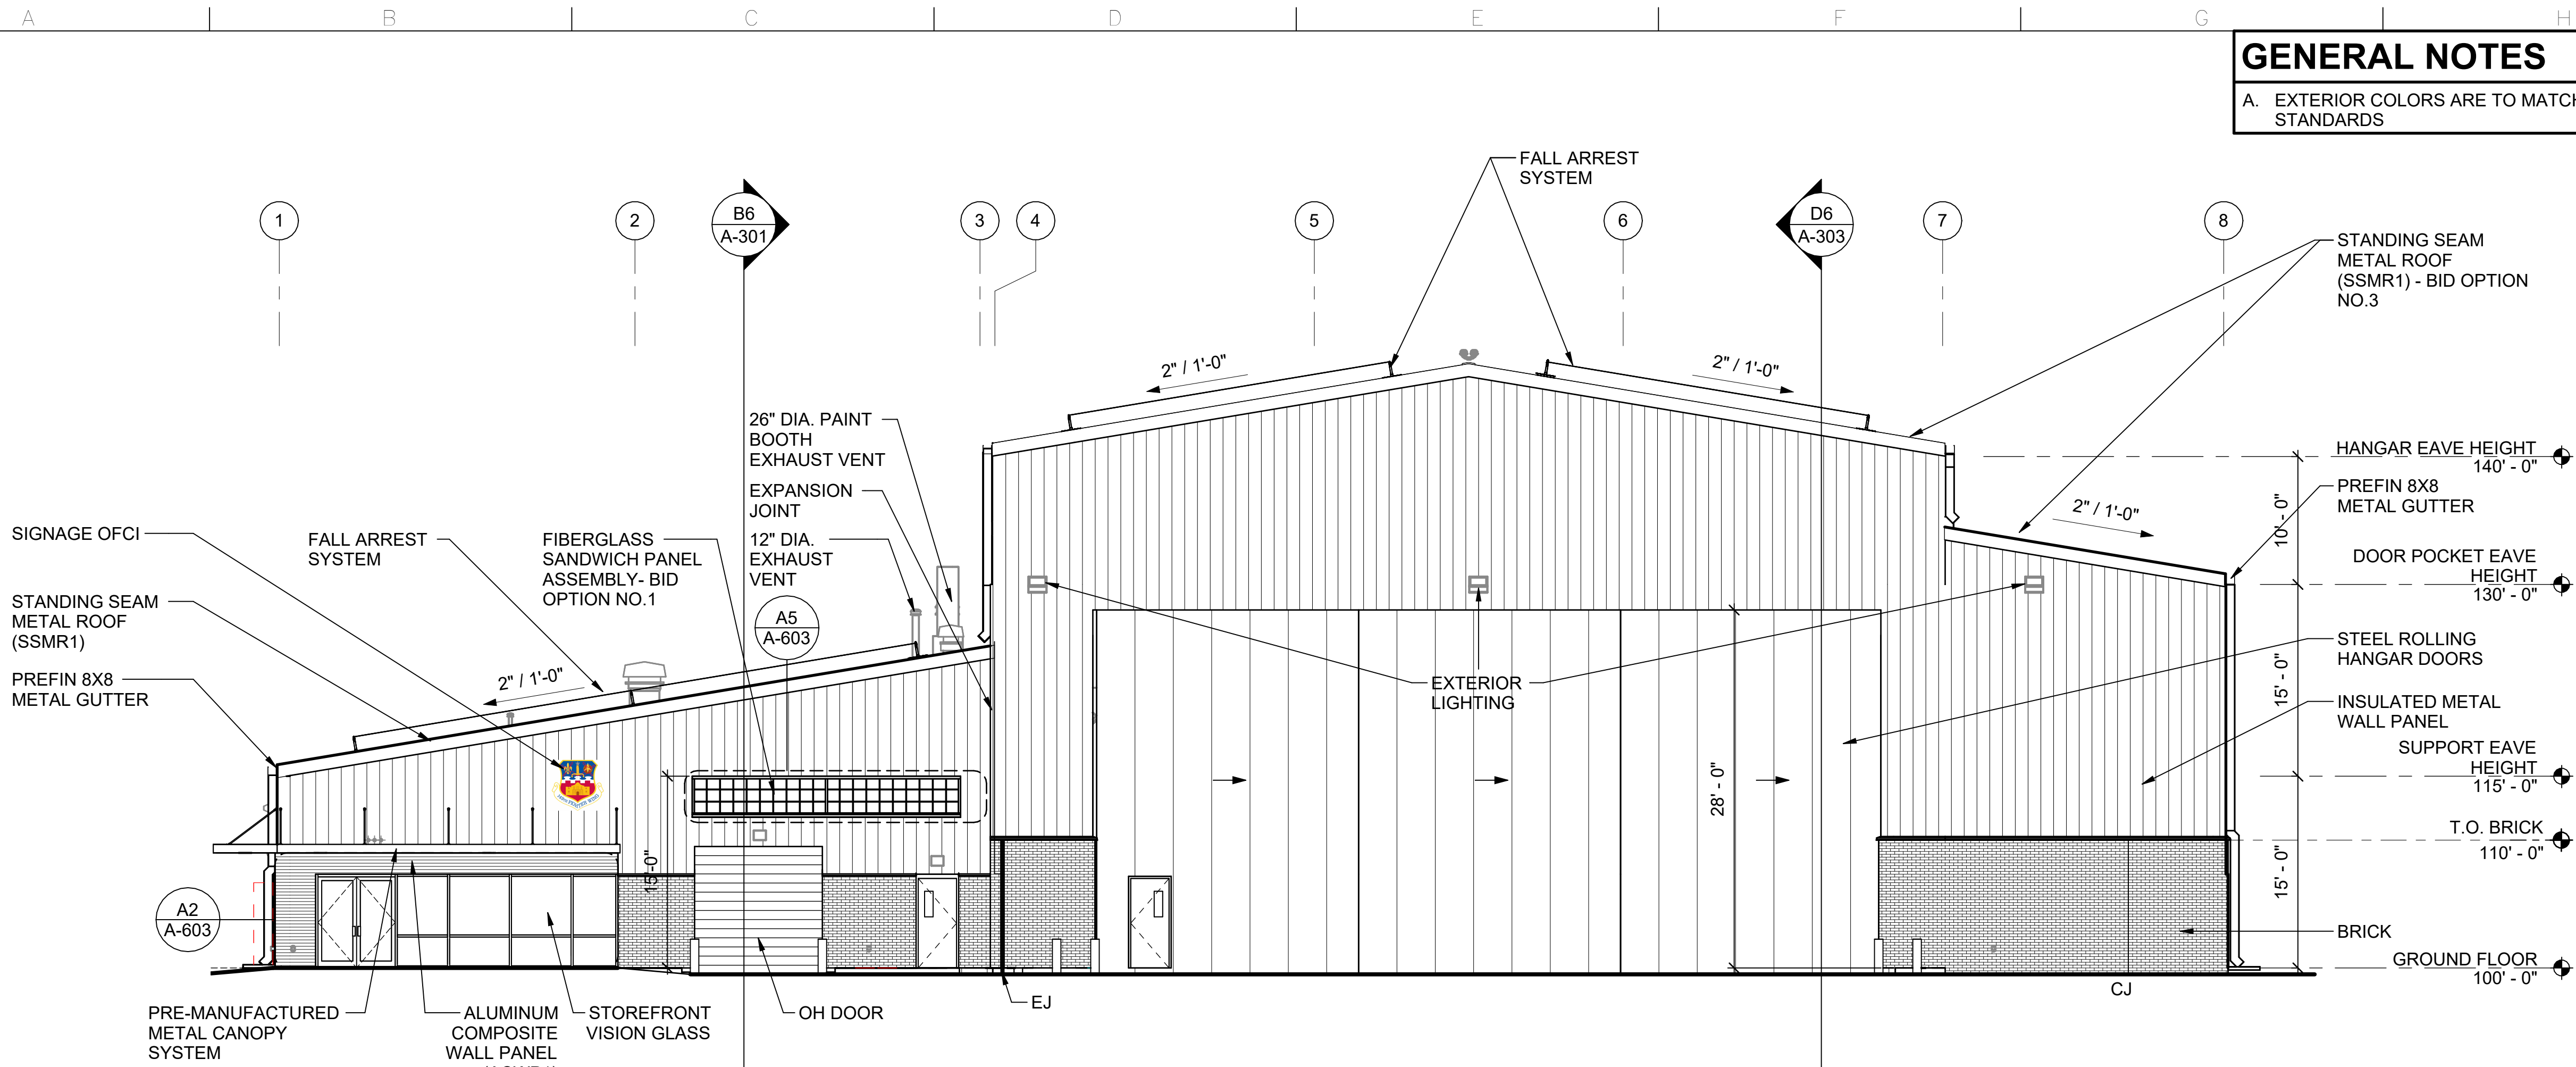 A B C D E F G H
GENERAL NOTES
A. EXTERIOR COLORS ARE TO MATCH
STANDARDS
FALL ARREST
SYSTEM
1
2
B6
A-301
3
4
5
6
D6
A-303
7
8
STANDING SEAM
METAL ROOF
(SSMR1) - BID OPTION
NO.3
2" / 1'-0"
2" / 1'-0"
26" DIA. PAINT
BOOTH
EXHAUST VENT
EXPANSION
JOINT
12" DIA.
EXHAUST
VENT
HANGAR EAVE HEIGHT
140' - 0"
PREFIN 8X8
METAL GUTTER
2" / 1'-0"
10' - 0"
DOOR POCKET EAVE
HEIGHT
130' - 0"
SIGNAGE OFCI
FALL ARREST
SYSTEM
FIBERGLASS
SANDWICH PANEL
ASSEMBLY- BID
OPTION NO.1
STANDING SEAM
METAL ROOF
(SSMR1)
A5
A-603
PREFIN 8X8
METAL GUTTER
2" / 1'-0"
EXTERIOR
LIGHTING
STEEL ROLLING
HANGAR DOORS
15' - 0"
INSULATED METAL
WALL PANEL
SUPPORT EAVE
HEIGHT
115' - 0"
28' - 0"
T.O. BRICK
110' - 0"
15'-0"
15' - 0"
A2
A-603
BRICK
GROUND FLOOR
100' - 0"
CJ
EJ
PRE-MANUFACTURED
METAL CANOPY
SYSTEM
ALUMINUM
COMPOSITE
WALL PANEL
STOREFRONT
VISION GLASS
OH DOOR